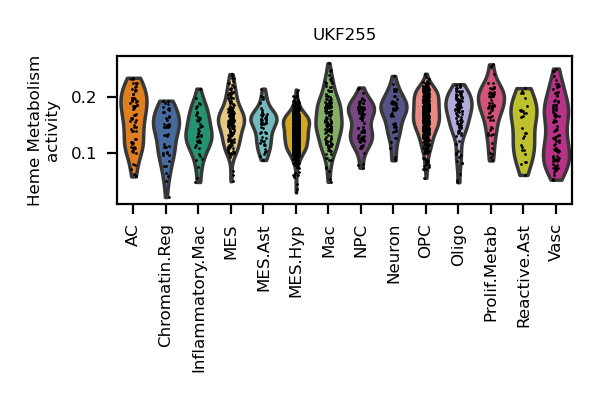 UKF255
Heme Metabolism
activity
0.2
0.1
AC
Chromatin.Reg
Inflammatory.Mac
MES
MES.Ast
MES.Hyp
Mac
NPC
Neuron
OPC
Oligo
Prolif.Metab
Reactive.Ast
Vasc